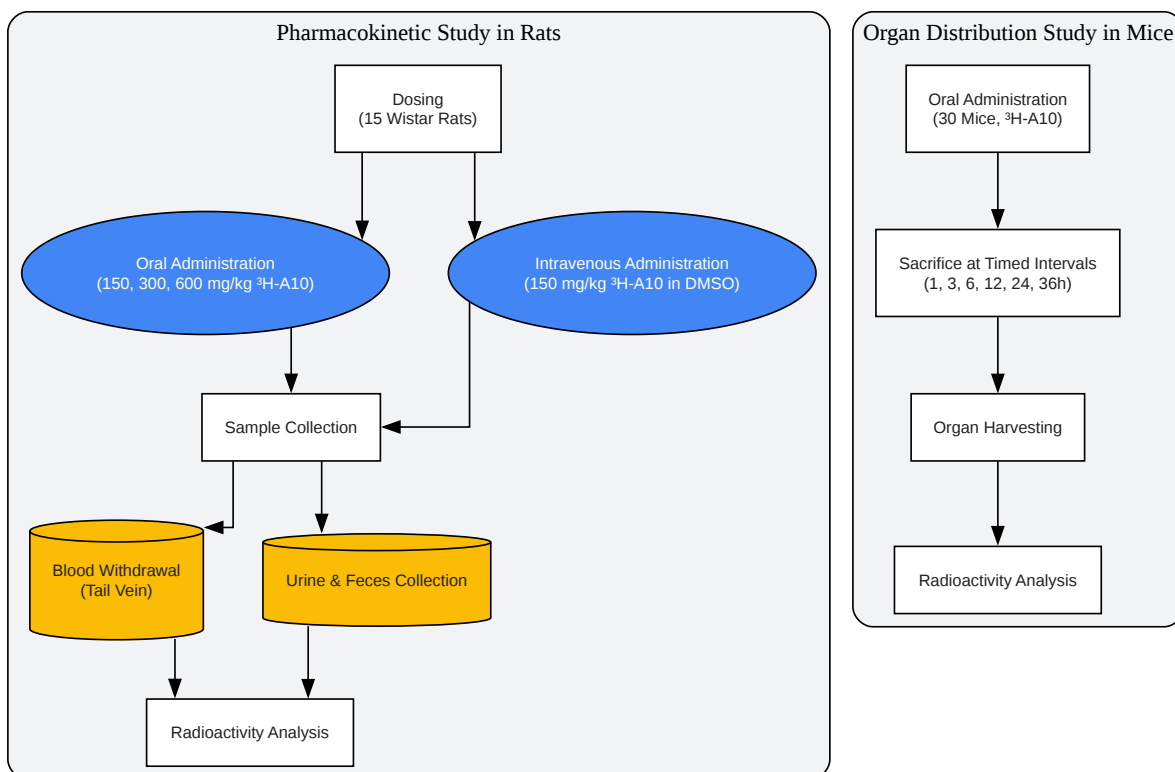 Pharmacokinetic Study in Rats
Dosing
(15 Wistar Rats)
Oral Administration
(150, 300, 600 mg/kg ³H-A10)
Intravenous Administration
(150 mg/kg ³H-A10 in DMSO)
Sample Collection
Blood Withdrawal
(Tail Vein)
Urine & Feces Collection
Radioactivity Analysis
Organ Distribution Study in Mice
Oral Administration
(30 Mice, ³H-A10)
Sacrifice at Timed Intervals
(1, 3, 6, 12, 24, 36h)
Organ Harvesting
Radioactivity Analysis